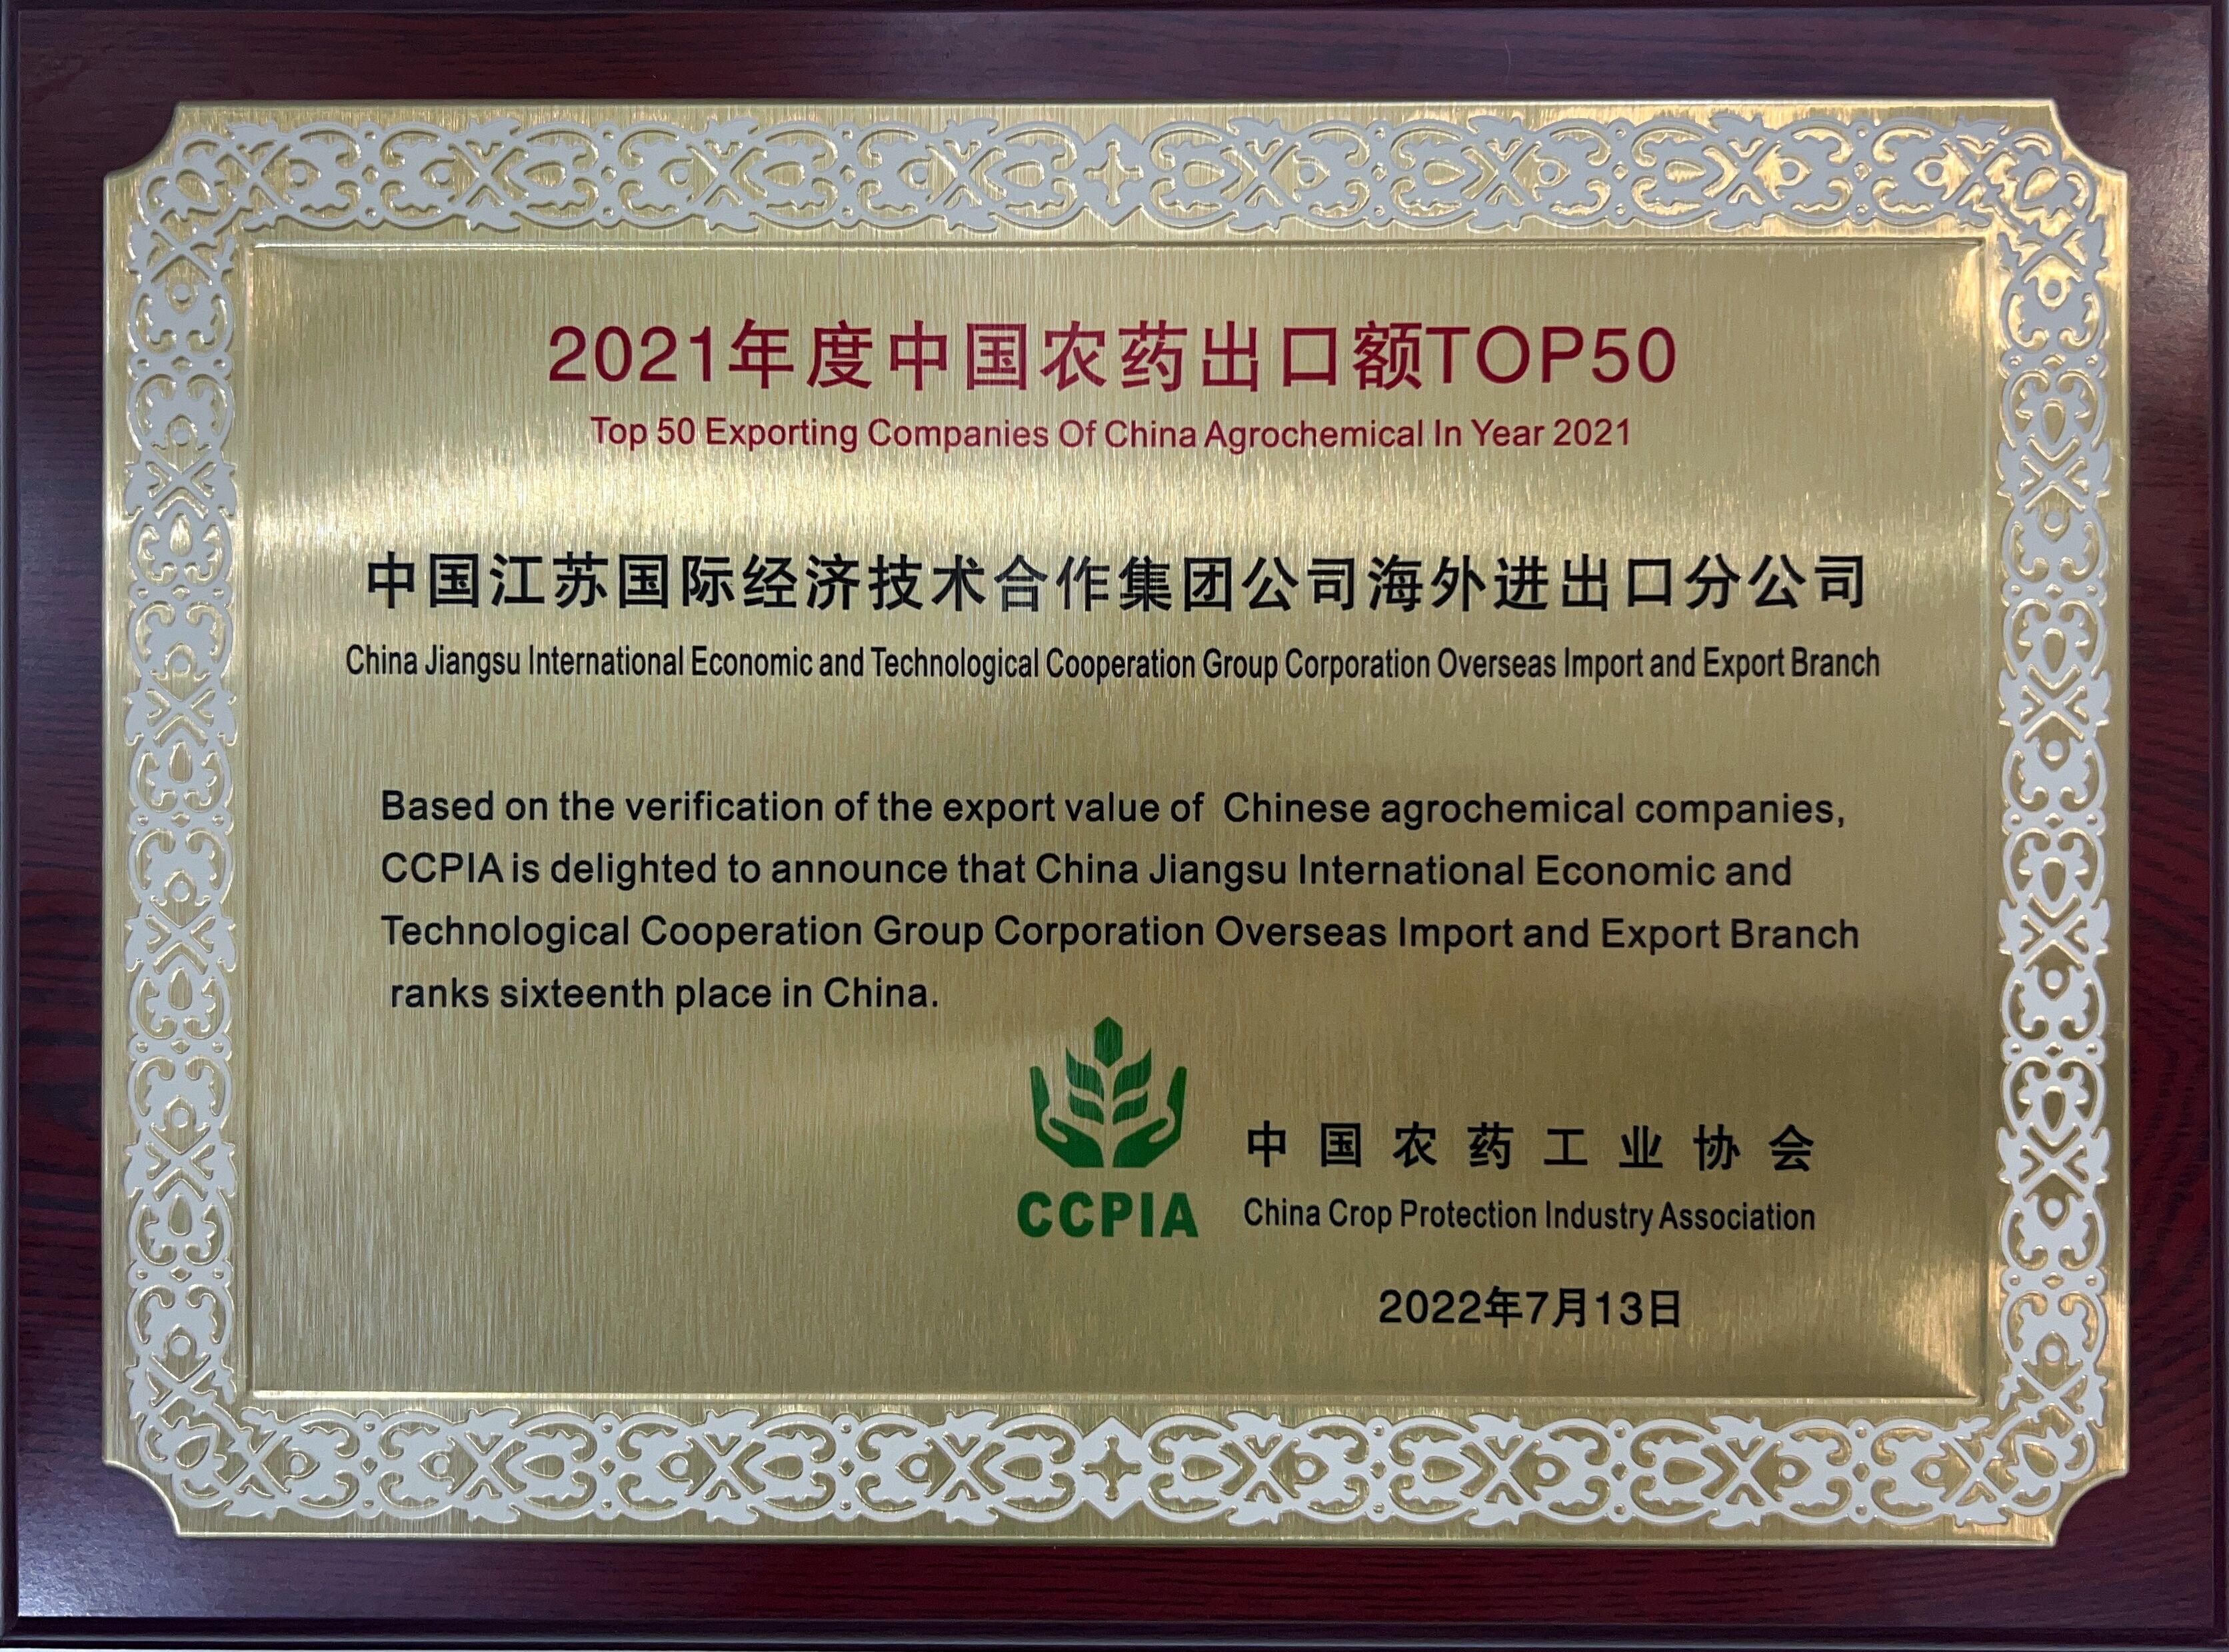 2021年度中国农药出口额TOP50
Top 50 Exporting Companies Of China Agrochemical In Year 2021
中国江苏国际经济技术合作集团公司海外进出口分公司
China Jiangsu International Economic and Technological Cooperation Group Corporation Overseas Import and Export Branch
Based on the verification of the export value of Chinese agrochemical companies,
CCPIA is delighted to announce that China Jiangsu International Economic and
Technological Cooperation Group Corporation Overseas Import and Export Branch
ranks sixteenth place in China.
CCPIA
中国农药工业协会
China Crop Protection Industry Association
2022年7月13日